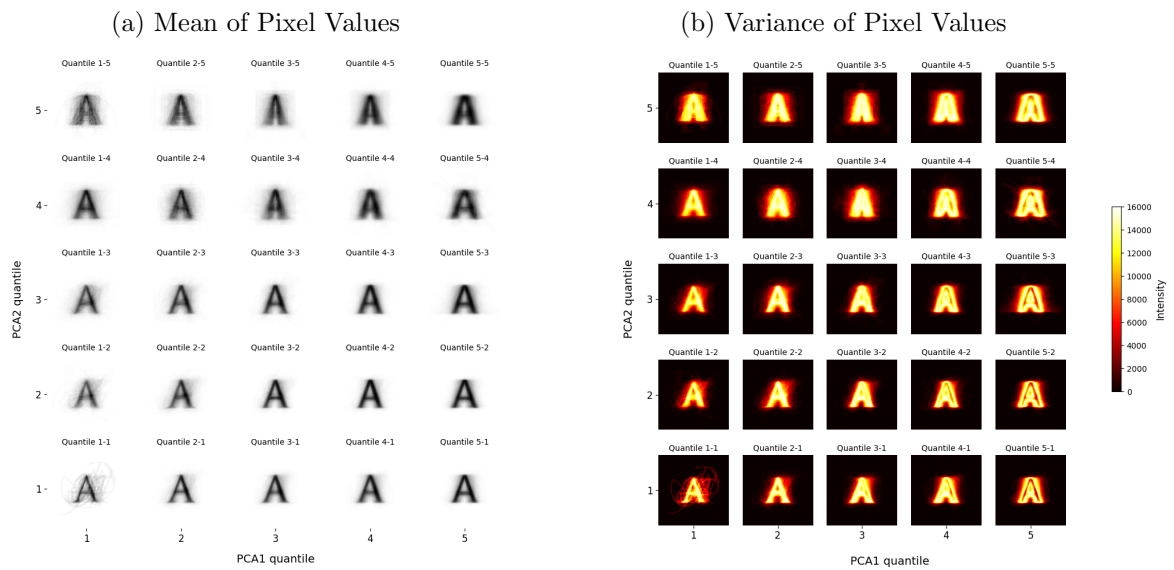 (a) Mean of Pixel Values
Quantile 1-5 Quantile 2-5 Quantile 3-5 Quantile 4-5 Quantile 5-5
5
A A A A A
Quantile 1-4 Quantile 2-4 Quantile 3-4 Quantile 4-4 Quantile 5-4
4
A A A A A
Quantile 1-3 Quantile 2-3 Quantile 3-3 Quantile 4-3 Quantile 5-3
3
A A A A A
PCA2 quantile
Quantile 1-2 Quantile 2-2 Quantile 3-2 Quantile 4-2 Quantile 5-2
2
A A A A A
Quantile 1-1 Quantile 2-1 Quantile 3-1 Quantile 4-1 Quantile 5-1
1
A A A A A
1 2 3 4 5
PCA1 quantile
(b) Variance of Pixel Values
Quantile 1-5 Quantile 2-5 Quantile 3-5 Quantile 4-5 Quantile 5-5
5
A A A A A
Quantile 1-4 Quantile 2-4 Quantile 3-4 Quantile 4-4 Quantile 5-4
4
A A A A A
Quantile 1-3 Quantile 2-3 Quantile 3-3 Quantile 4-3 Quantile 5-3
3
A A A A A
PCA2 quantile
Quantile 1-2 Quantile 2-2 Quantile 3-2 Quantile 4-2 Quantile 5-2
2
A A A A A
Quantile 1-1 Quantile 2-1 Quantile 3-1 Quantile 4-1 Quantile 5-1
1
A A A A A
1 2 3 4 5
PCA1 quantile
16000
14000
12000
10000
8000
6000
4000
2000
0
Intensity